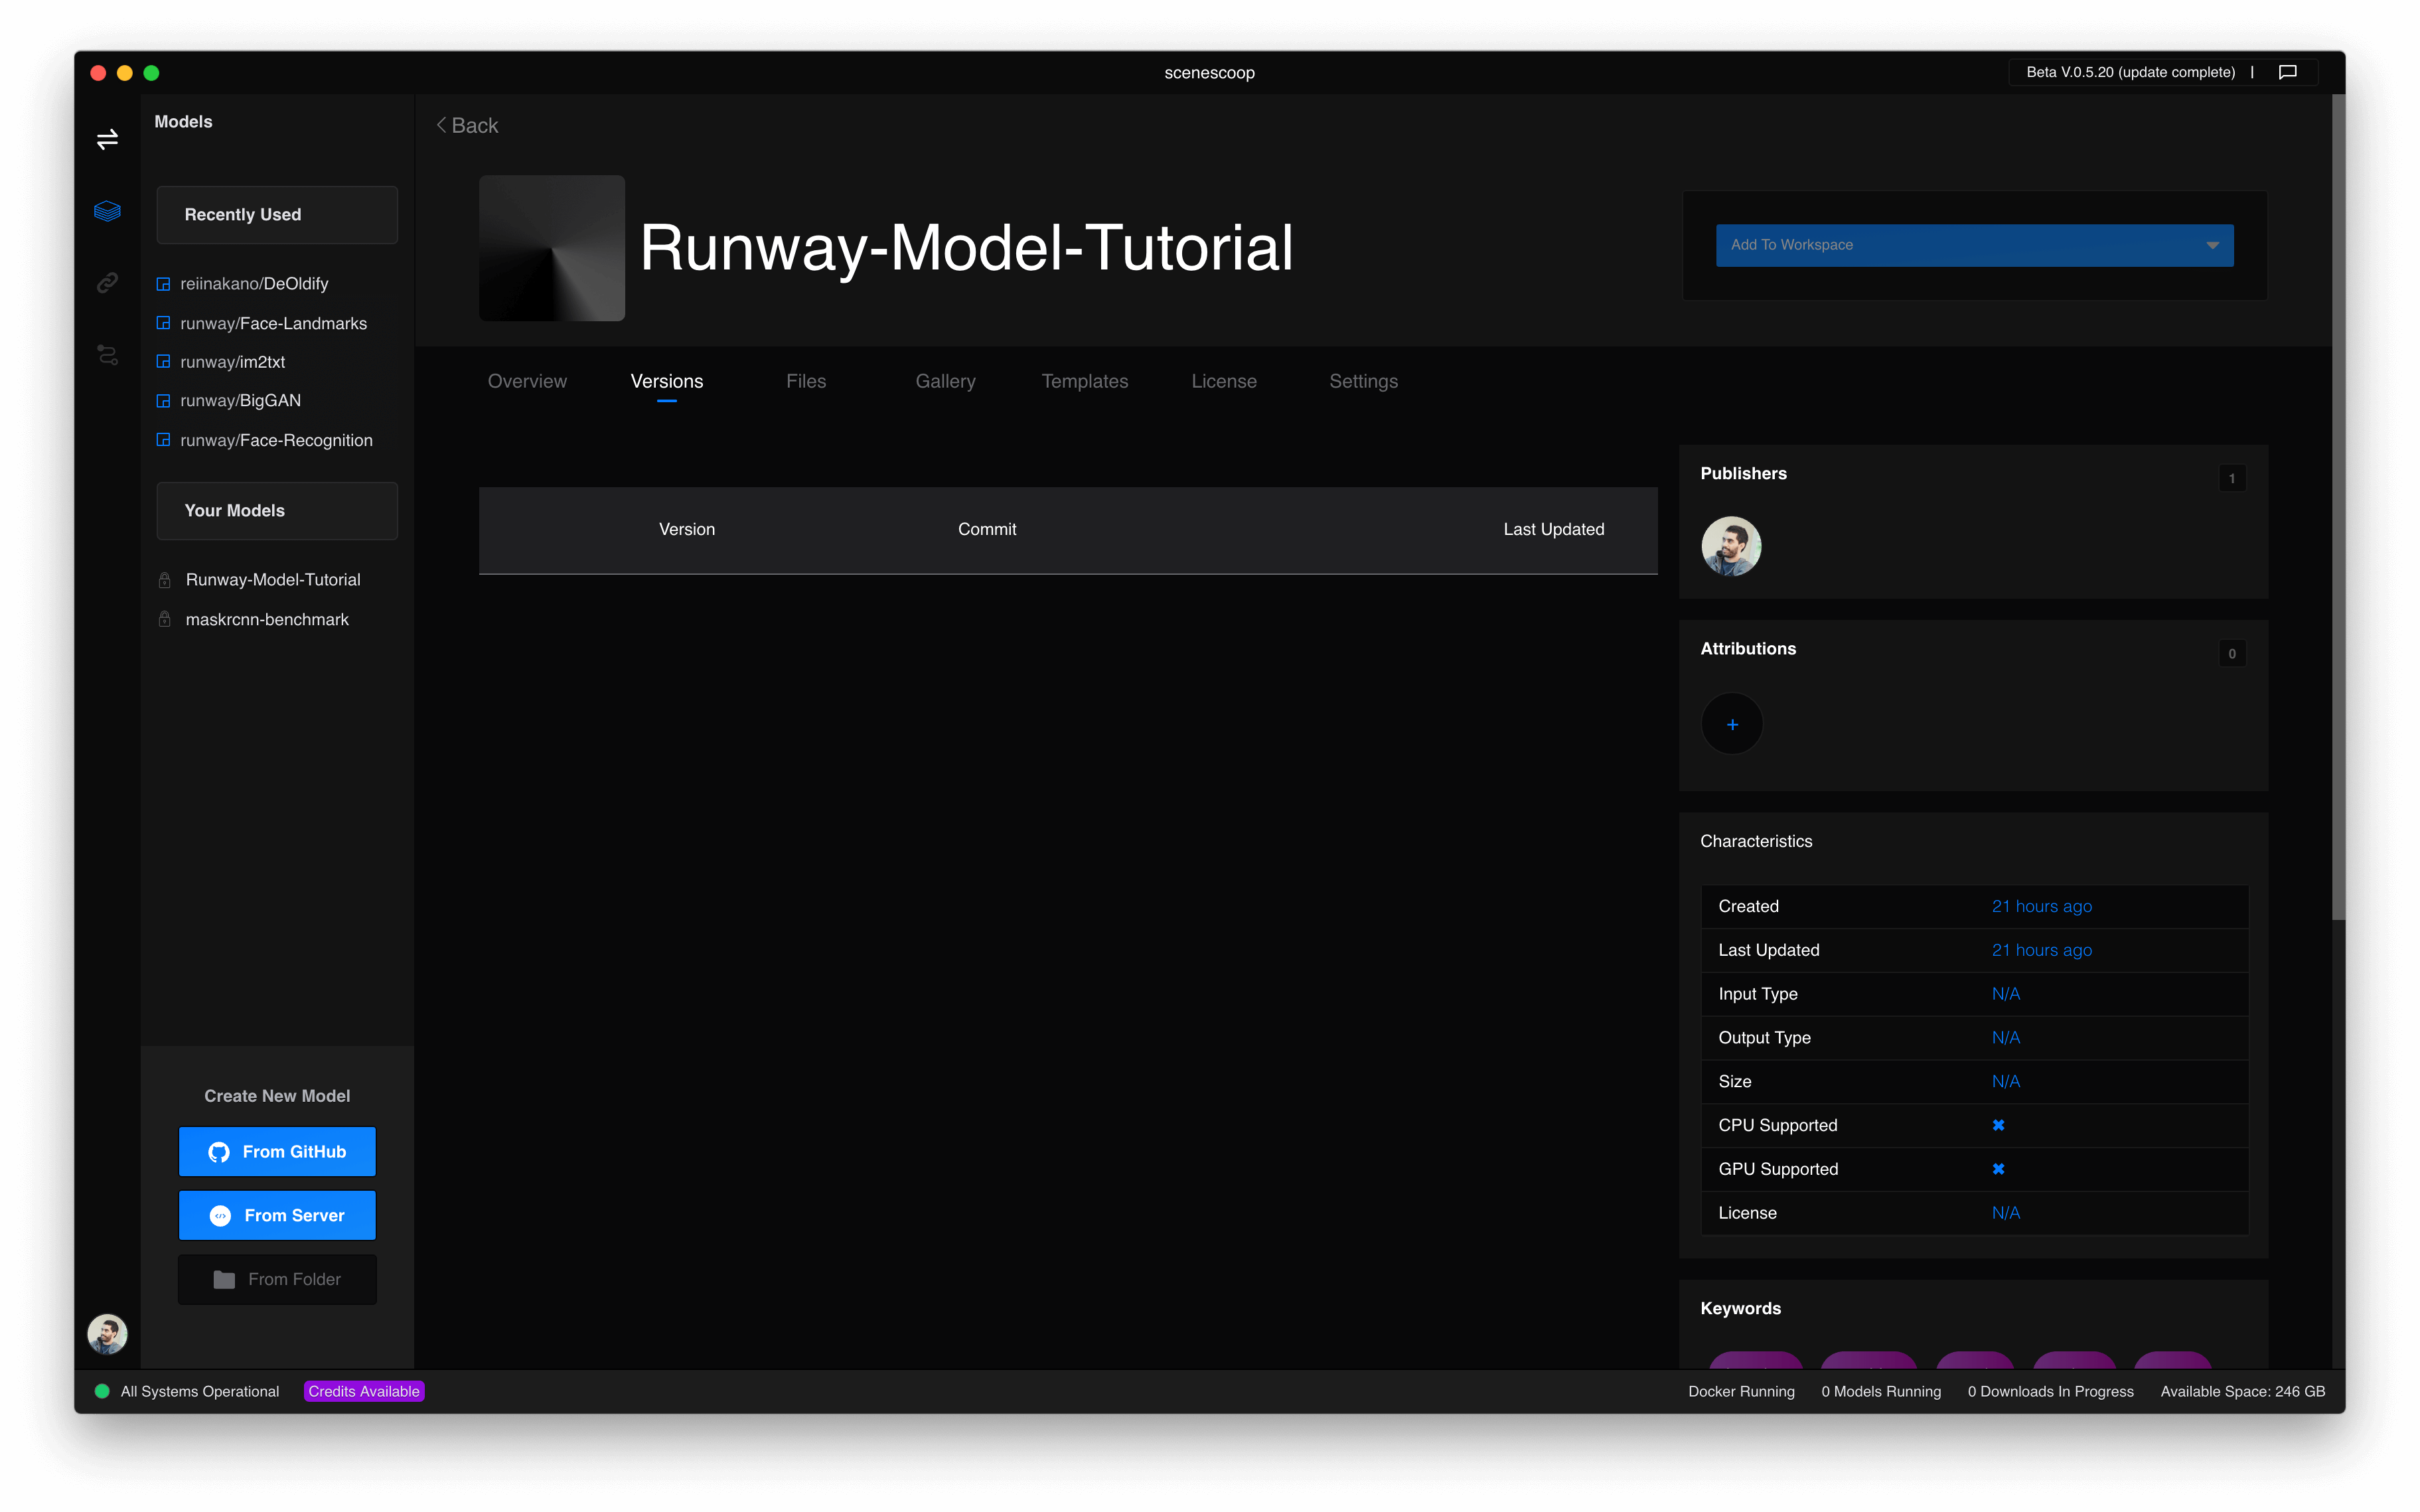 scenescoop
Beta V.0.5.20 (update complete) |
Models
Recently Used
reiinakano/DeOldify
runway/Face-Landmarks
runway/im2txt
runway/BigGAN
runway/Face-Recognition
Your Models
Runway-Model-Tutorial
maskrcnn-benchmark
Create New Model
From GitHub
From Server
From Folder
Back
Runway-Model-Tutorial
Add To Workspace
Overview Versions Files Gallery Templates License Settings
Version Commit Last Updated
Publishers 1
Attributions 0
+
Characteristics
Created 21 hours ago
Last Updated 21 hours ago
Input Type N/A
Output Type N/A
Size N/A
CPU Supported ✖
GPU Supported ✖
License N/A
Keywords
All Systems Operational Credits Available Docker Running 0 Models Running 0 Downloads In Progress Available Space: 246 GB